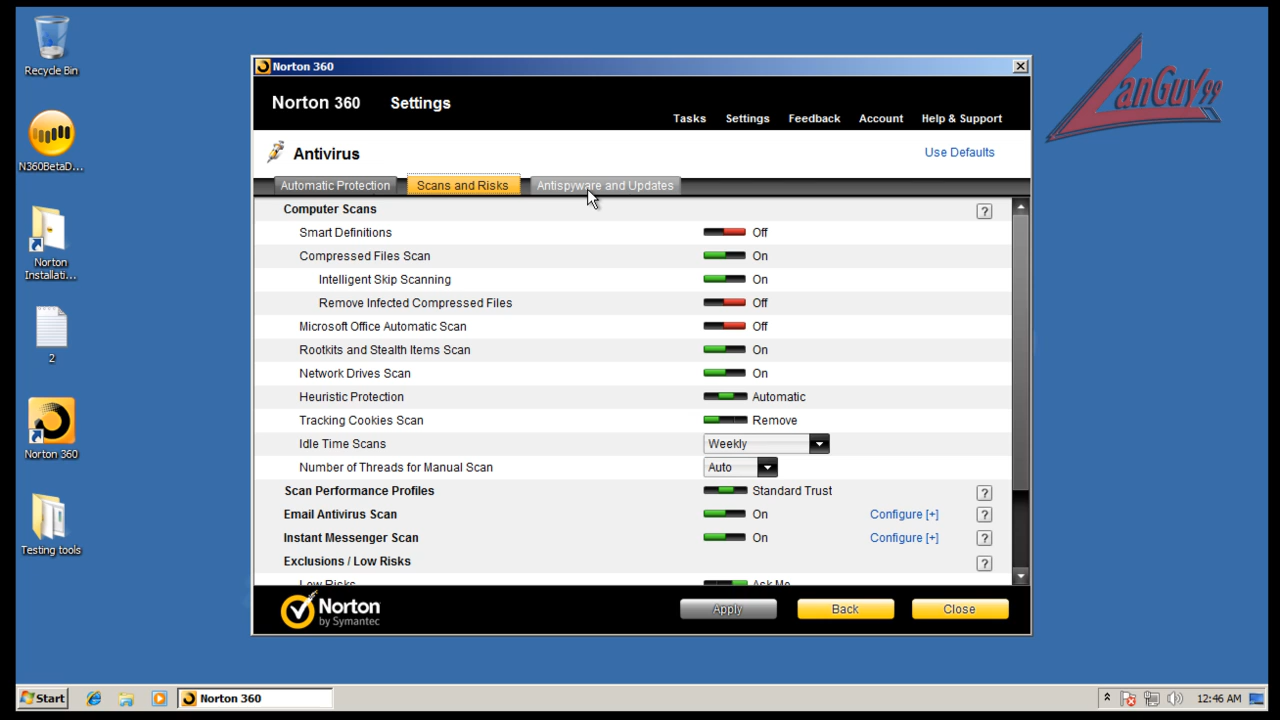 Recycle Bin
N360BetaD...
Norton
Installati...
2
Norton 360
Testing tools
LanGuy99
Norton 360
Norton 360 Settings
Tasks Settings Feedback Account Help & Support
Antivirus Use Defaults
Automatic Protection Scans and Risks Antispyware and Updates
Computer Scans ?
Smart Definitions Off
Compressed Files Scan On
Intelligent Skip Scanning On
Remove Infected Compressed Files Off
Microsoft Office Automatic Scan Off
Rootkits and Stealth Items Scan On
Network Drives Scan On
Heuristic Protection Automatic
Tracking Cookies Scan Remove
Idle Time Scans Weekly
Number of Threads for Manual Scan Auto
Scan Performance Profiles Standard Trust ?
Email Antivirus Scan On Configure [+] ?
Instant Messenger Scan On Configure [+] ?
Exclusions / Low Risks ?
Low Risks Ask Me
Norton
by Symantec
Apply Back Close
Start Norton 360 12:46 AM